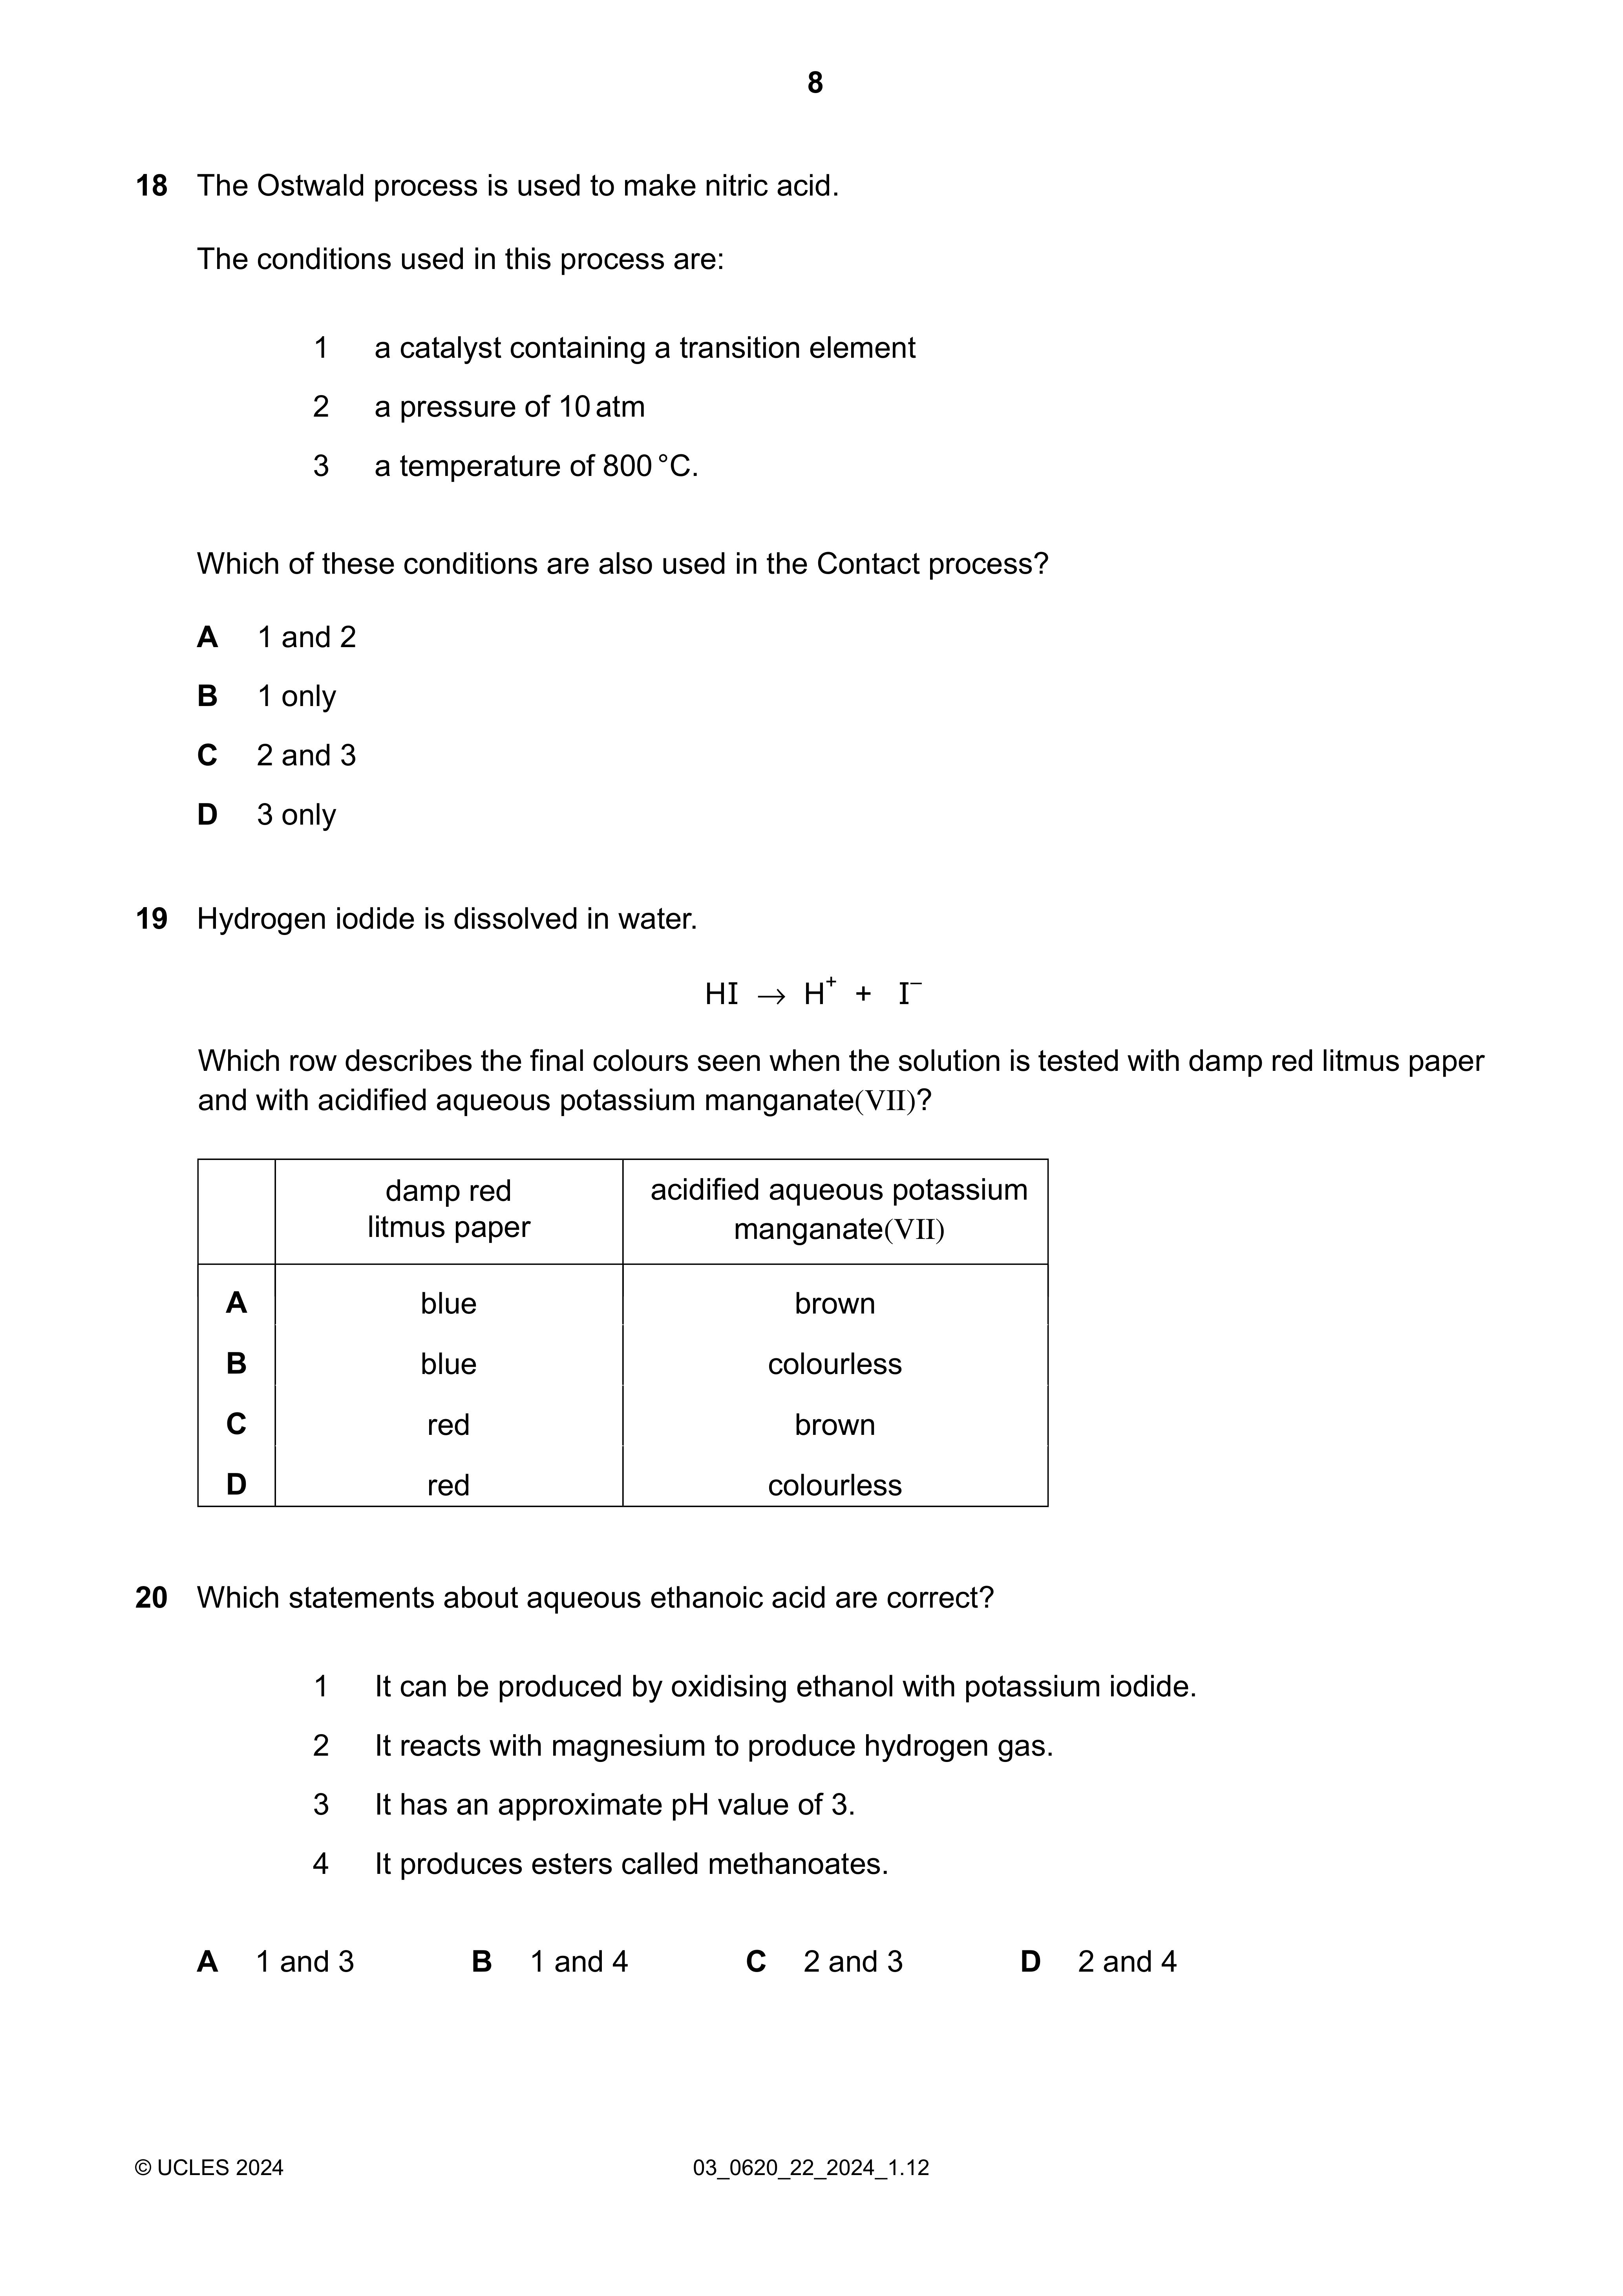 8
18 The Ostwald process is used to make nitric acid.
The conditions used in this process are:
1 a catalyst containing a transition element
2 a pressure of 10 atm
3 a temperature of 800 °C.
Which of these conditions are also used in the Contact process?
A 1 and 2
B 1 only
C 2 and 3
D 3 only
19 Hydrogen iodide is dissolved in water.
HI → H⁺ + I⁻
Which row describes the final colours seen when the solution is tested with damp red litmus paper
and with acidified aqueous potassium manganate(VII)?
damp red
litmus paper
acidified aqueous potassium
manganate(VII)
A blue brown
B blue colourless
C red brown
D red colourless
20 Which statements about aqueous ethanoic acid are correct?
1 It can be produced by oxidising ethanol with potassium iodide.
2 It reacts with magnesium to produce hydrogen gas.
3 It has an approximate pH value of 3.
4 It produces esters called methanoates.
A 1 and 3 B 1 and 4 C 2 and 3 D 2 and 4
© UCLES 2024 03_0620_22_2024_1.12